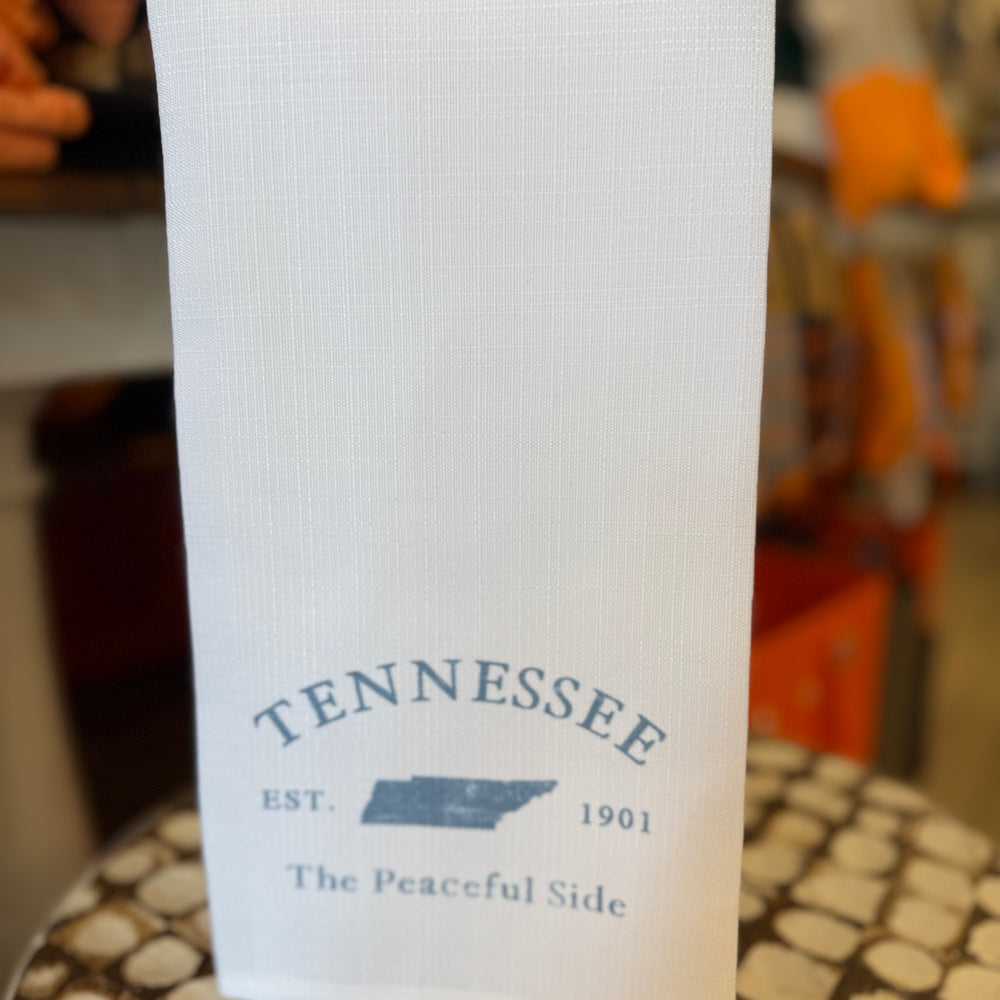 TENNESSEE
EST. 1901
The Peaceful Side